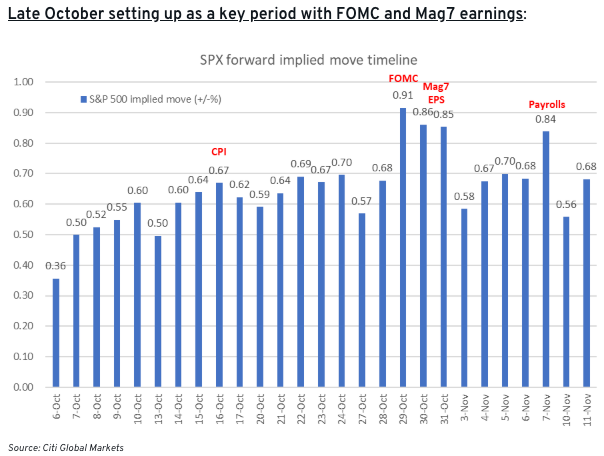 Late October setting up as a key period with FOMC and Mag7 earnings:
SPX forward implied move timeline
S&P 500 implied move (+/-%)
1.00
0.90
0.80
0.70
0.60
0.50
0.40
0.30
0.20
0.10
0.00
CPI
FOMC
Mag7
EPS
Payrolls
0.36
0.50
0.52
0.55
0.60
0.50
0.60
0.64
0.67
0.62
0.59
0.64
0.69
0.67
0.70
0.57
0.68
0.91
0.86
0.85
0.58
0.67
0.70
0.68
0.84
0.56
0.68
6-Oct
7-Oct
8-Oct
9-Oct
10-Oct
13-Oct
14-Oct
15-Oct
16-Oct
17-Oct
20-Oct
21-Oct
22-Oct
23-Oct
24-Oct
27-Oct
28-Oct
29-Oct
30-Oct
31-Oct
3-Nov
4-Nov
5-Nov
6-Nov
7-Nov
10-Nov
11-Nov
Source: Citi Global Markets